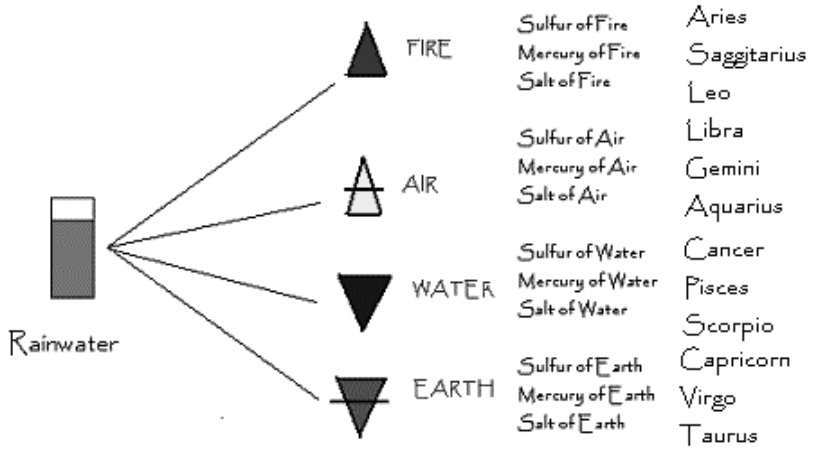 Rainwater
FIRE
Sulfur of Fire
Mercury of Fire
Salt of Fire
Aries
Saggitarius
Leo
AIR
Sulfur of Air
Mercury of Air
Salt of Air
Libra
Gemini
Aquarius
WATER
Sulfur of Water
Mercury of Water
Salt of Water
Cancer
Pisces
Scorpio
EARTH
Sulfur of Earth
Mercury of Earth
Salt of Earth
Capricorn
Virgo
Taurus